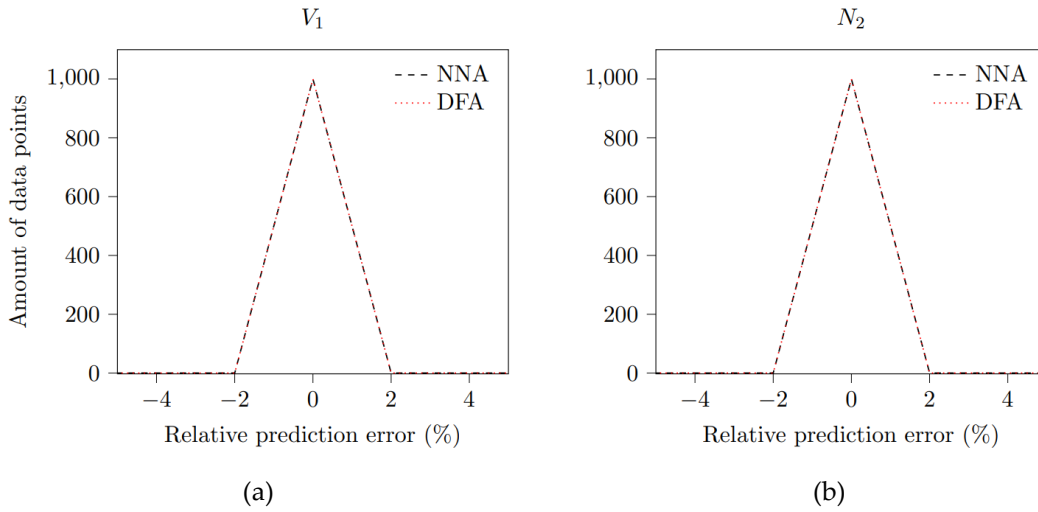 V₁
Amount of data points
1,000
800
600
400
200
0
−4 −2 0 2 4
NNA
DFA
Relative prediction error (%)
(a)
N₂
1,000
800
600
400
200
0
−4 −2 0 2 4
NNA
DFA
Relative prediction error (%)
(b)